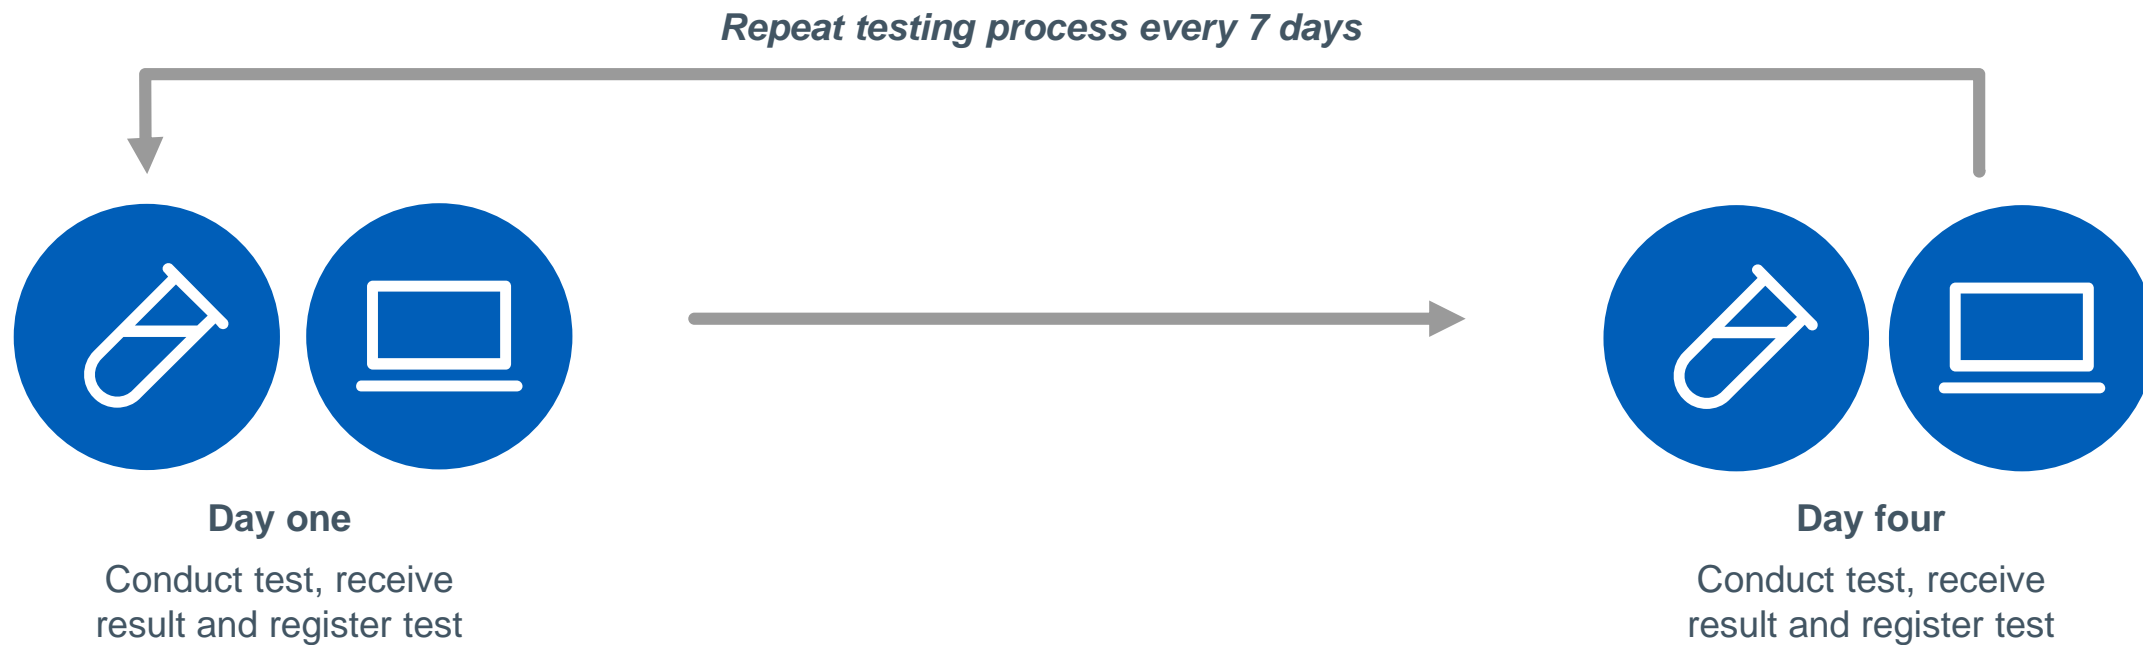 Repeat testing process every 7 days
Day one
Conduct test, receive
result and register test
Day four
Conduct test, receive
result and register test